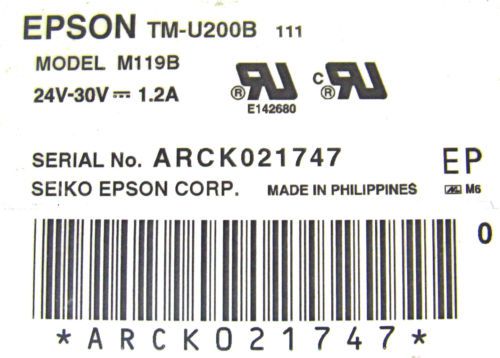 EPSON TM-U200B 111
MODEL M119B
24V-30V⎓ 1.2A
® c ®
E142680
SERIAL No. ARCK021747 EP
SEIKO EPSON CORP. MADE IN PHILIPPINES M6
0
*ARCK021747*